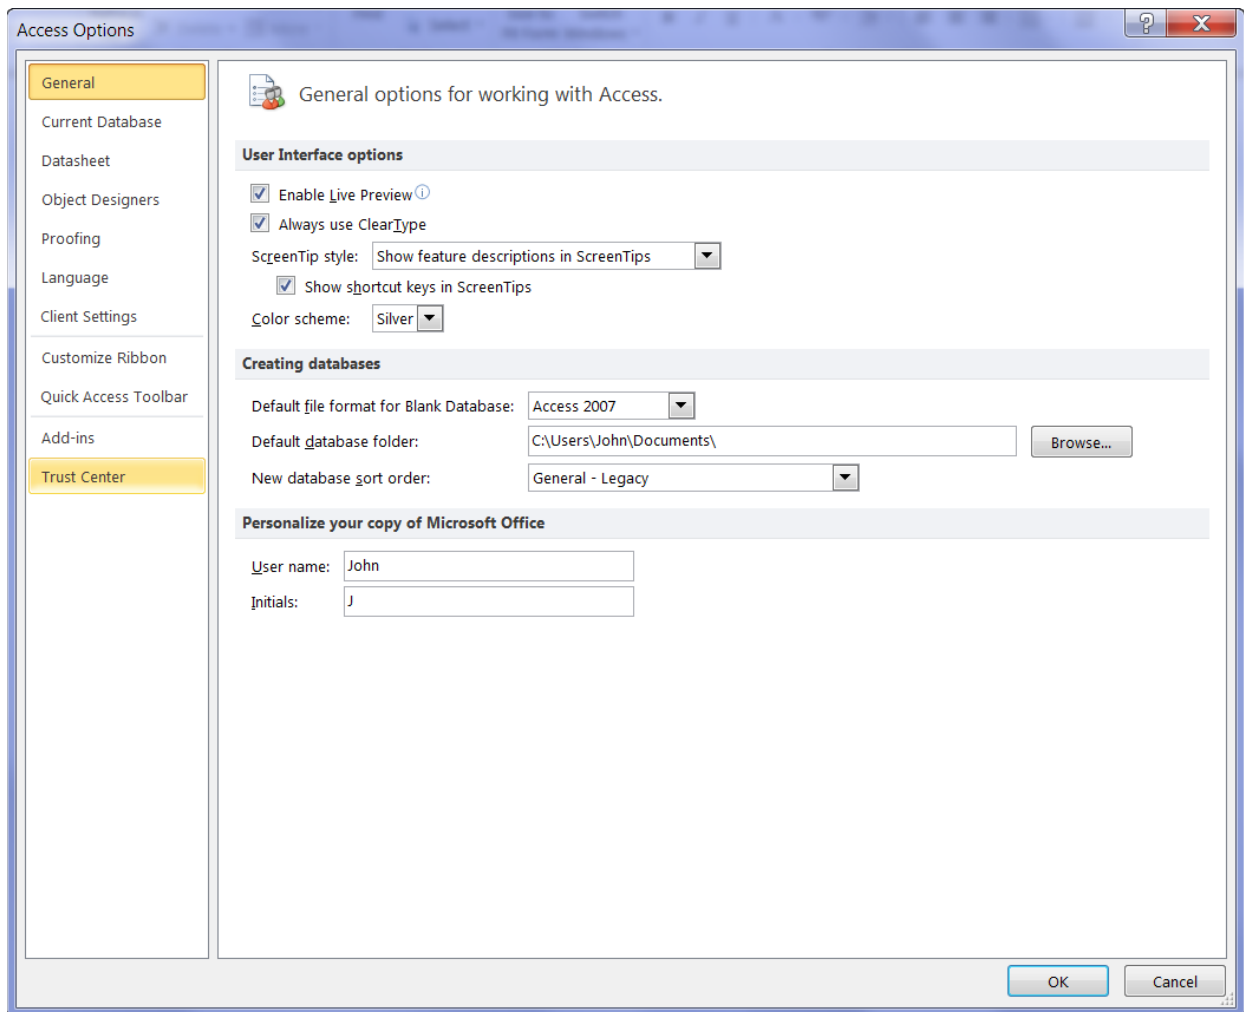 Access Options
General
Current Database
Datasheet
Object Designers
Proofing
Language
Client Settings
Customize Ribbon
Quick Access Toolbar
Add-ins
Trust Center
General options for working with Access.
User Interface options
Enable Live Preview
Always use ClearType
ScreenTip style: Show feature descriptions in ScreenTips
Show shortcut keys in ScreenTips
Color scheme: Silver
Creating databases
Default file format for Blank Database: Access 2007
Default database folder: C:\Users\John\Documents\ Browse...
New database sort order: General - Legacy
Personalize your copy of Microsoft Office
User name: John
Initials: J
OK Cancel